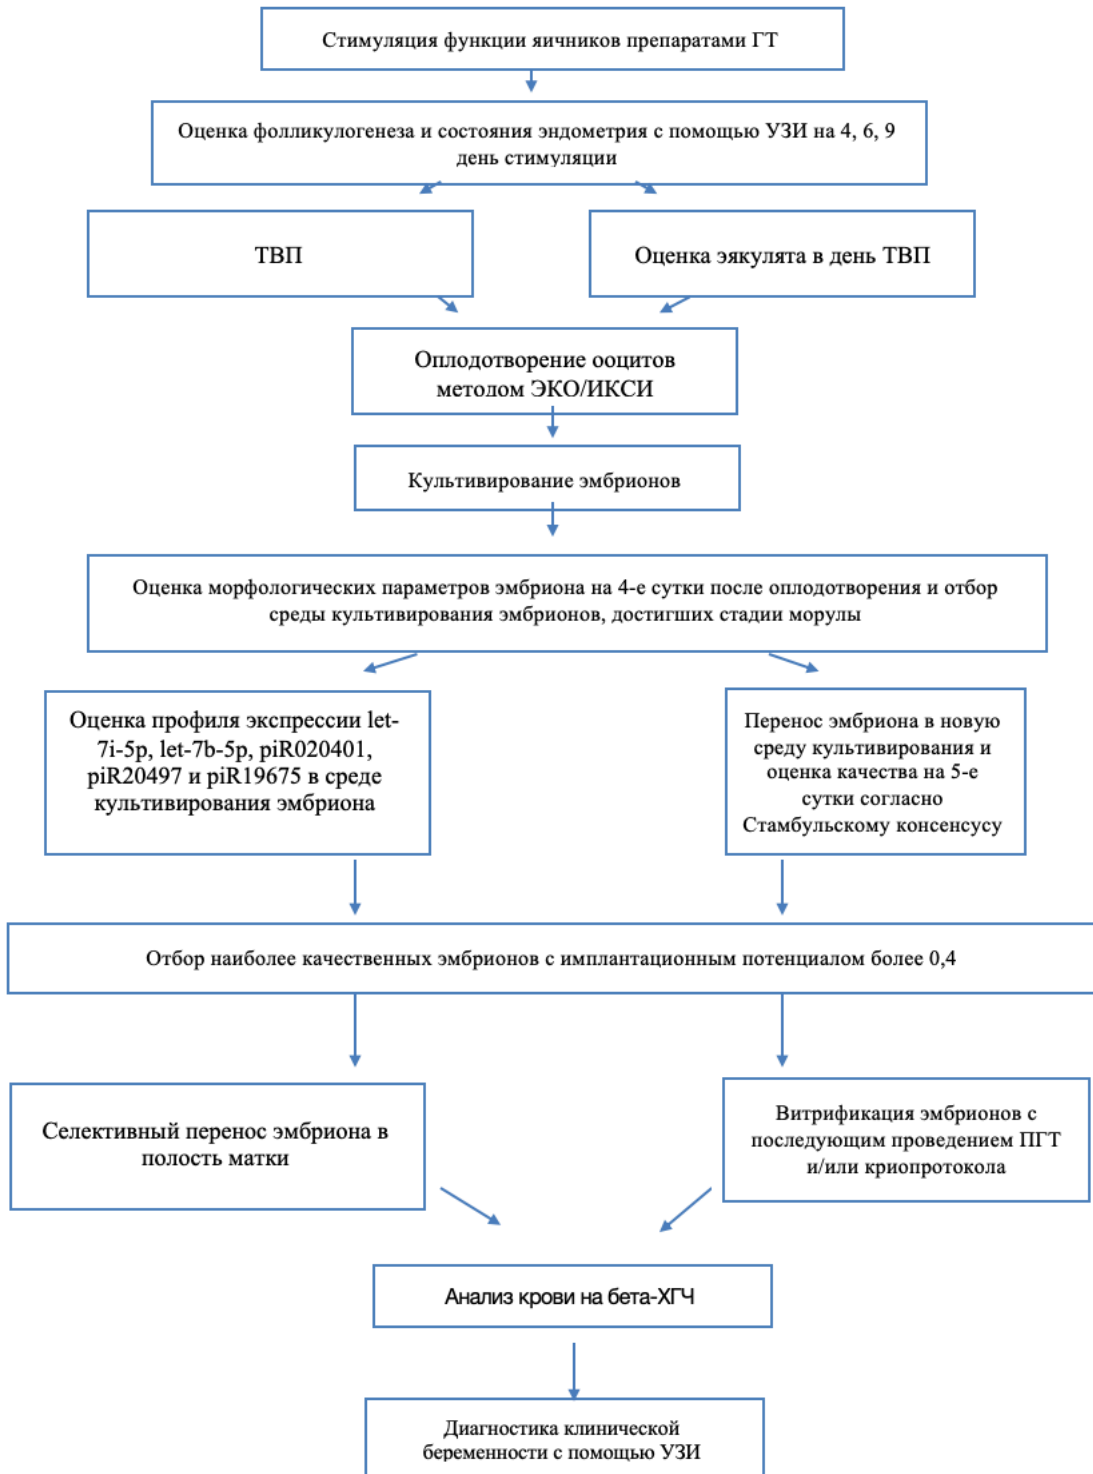 Стимуляция функции яичников препаратами ГТ
Оценка фолликулогенеза и состояния эндометрия с помощью УЗИ на 4, 6, 9
день стимуляции
ТВП
Оценка эякулята в день ТВП
Оплодотворение ооцитов
методом ЭКО/ИКСИ
Культивирование эмбрионов
Оценка морфологических параметров эмбриона на 4-е сутки после оплодотворения и отбор
среды культивирования эмбрионов, достигших стадии морулы
Оценка профиля экспрессии let-
7i-5p, let-7b-5p, piR020401,
piR20497 и piR19675 в среде
культивирования эмбриона
Перенос эмбриона в новую
среду культивирования и
оценка качества на 5-е
сутки согласно
Стамбульскому консенсусу
Отбор наиболее качественных эмбрионов с имплантационным потенциалом более 0,4
Селективный перенос эмбриона в
полость матки
Витрификация эмбрионов с
последующим проведением ПГТ
и/или криопротокола
Анализ крови на бета-ХГЧ
Диагностика клинической
беременности с помощью УЗИ